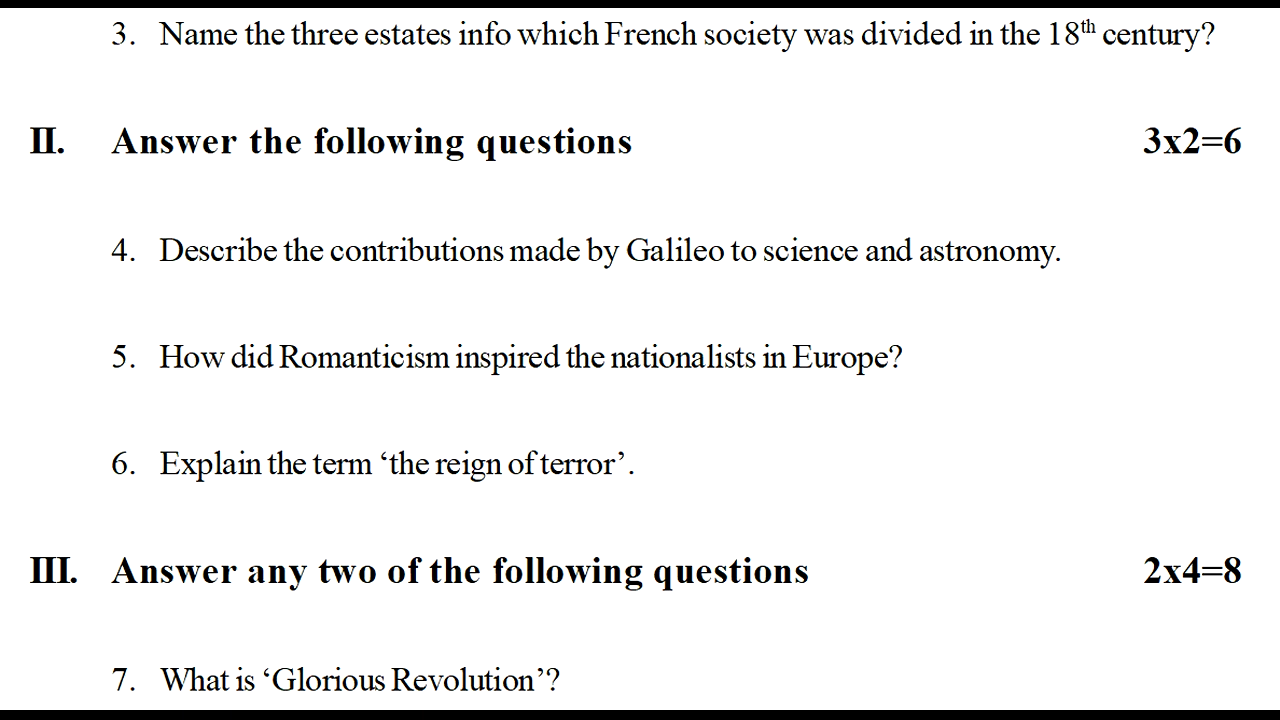 3. Name the three estates info which French society was divided in the 18th century?
II. Answer the following questions 3x2=6
4. Describe the contributions made by Galileo to science and astronomy.
5. How did Romanticism inspired the nationalists in Europe?
6. Explain the term ‘the reign of terror’.
III. Answer any two of the following questions 2x4=8
7. What is ‘Glorious Revolution’?